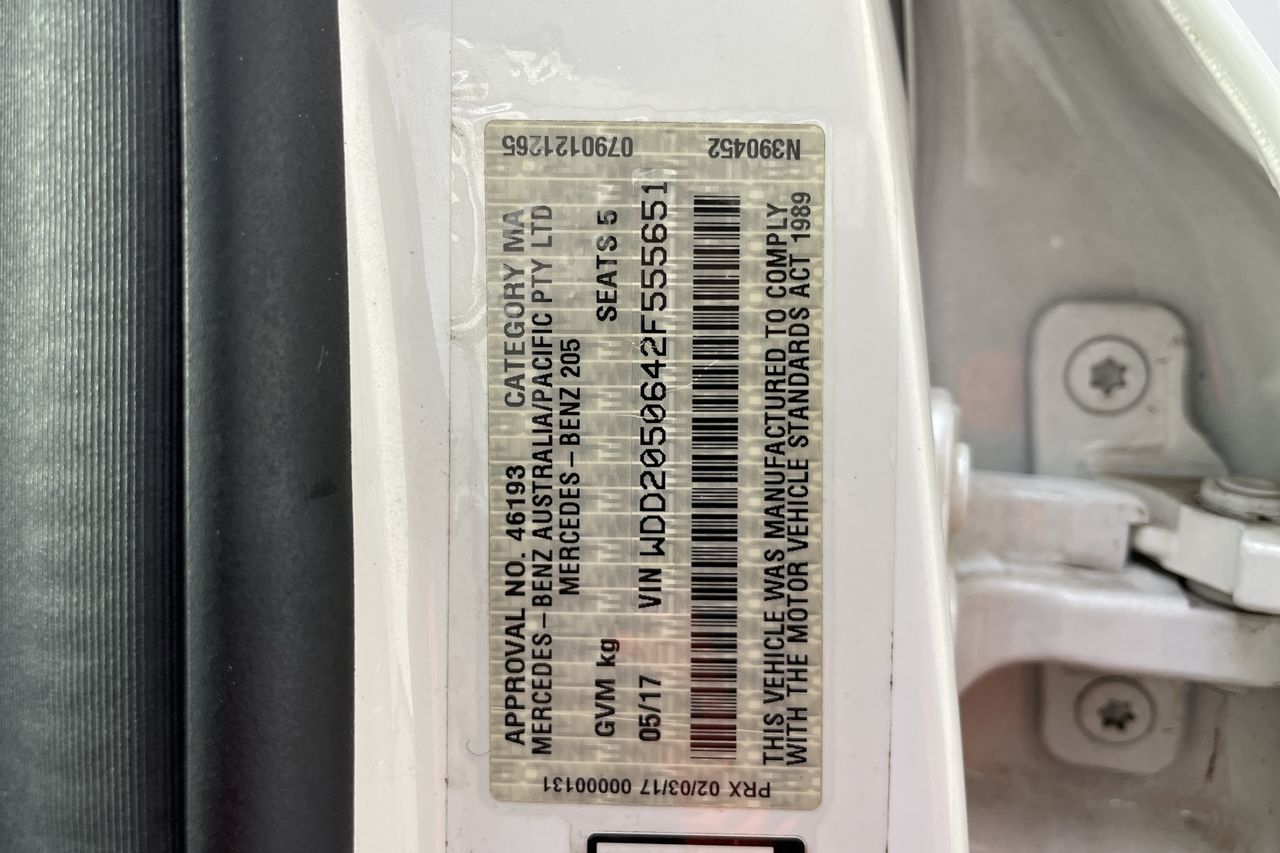 0790121265 N390452
APPROVAL NO. 46193 CATEGORY MA
MERCEDES-BENZ AUSTRALIA/PACIFIC PTY LTD
MERCEDES-BENZ 205
GVM kg SEATS 5
05/17 VIN WDD2050642F555651
THIS VEHICLE WAS MANUFACTURED TO COMPLY
WITH THE MOTOR VEHICLE STANDARDS ACT 1989
PRX 02/03/17 00000131